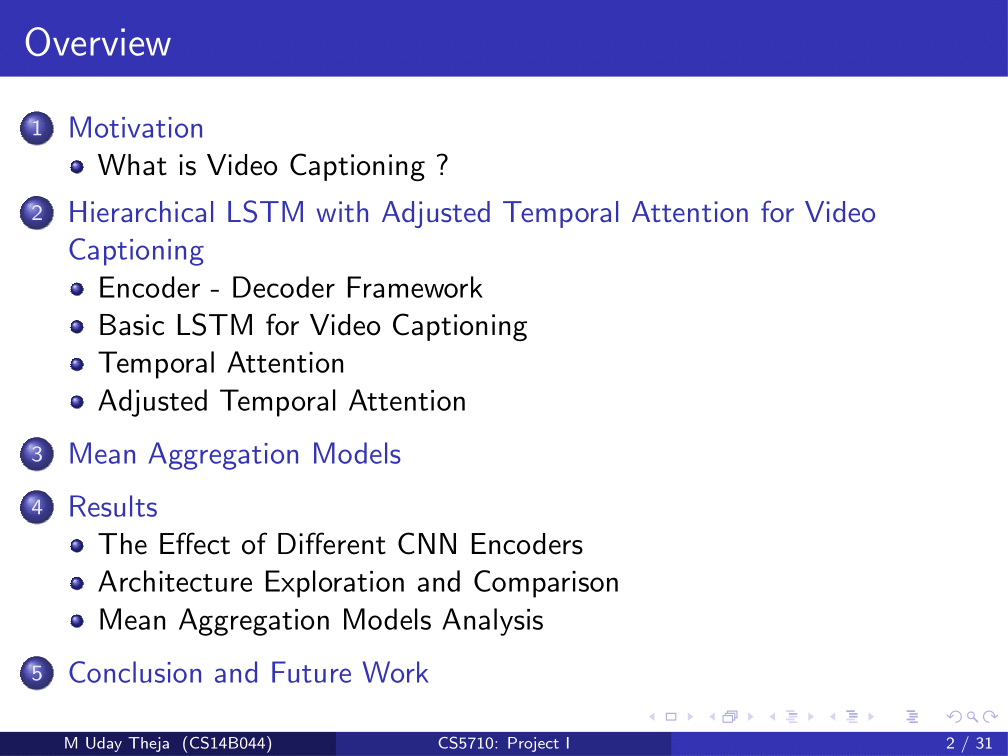 Overview
1 Motivation
What is Video Captioning ?
2 Hierarchical LSTM with Adjusted Temporal Attention for Video
Captioning
Encoder - Decoder Framework
Basic LSTM for Video Captioning
Temporal Attention
Adjusted Temporal Attention
3 Mean Aggregation Models
4 Results
The Effect of Different CNN Encoders
Architecture Exploration and Comparison
Mean Aggregation Models Analysis
5 Conclusion and Future Work
M Uday Theja (CS14B044) CS5710: Project I 2 / 31